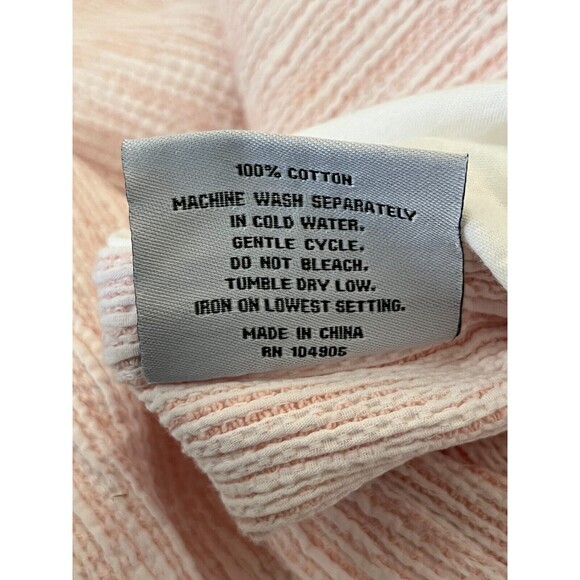 100% COTTON
MACHINE WASH SEPARATELY
IN COLD WATER.
GENTLE CYCLE.
DO NOT BLEACH.
TUMBLE DRY LOW.
IRON ON LOWEST SETTING.
MADE IN CHINA
RN 104905